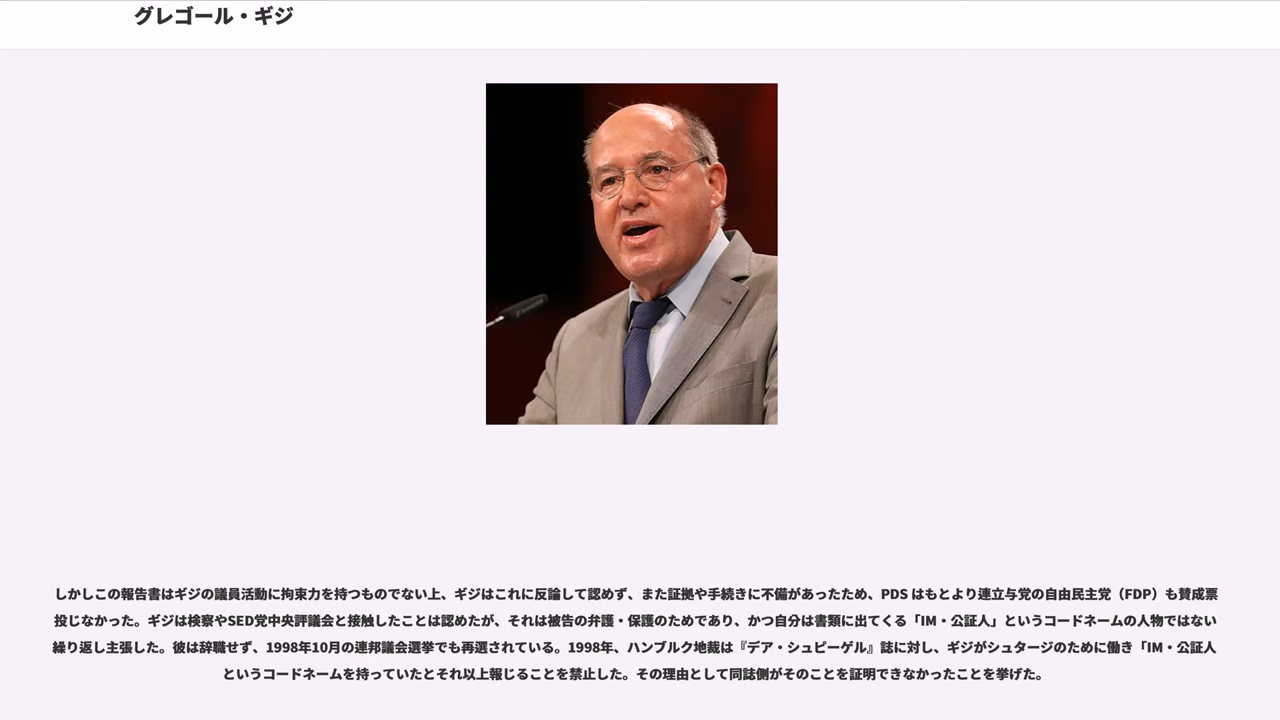 グレゴール・ギジ
しかしこの報告書はギジの議員活動に拘束力を持つものでない上、ギジはこれに反論して認めず、また証拠や手続きに不備があったため、PDS はもとより連立与党の自由民主党（FDP）も賛成票
投じなかった。ギジは検察やSED党中央評議会と接触したことは認めたが、それは被告の弁護・保護のためであり、かつ自分は書類に出てくる「IM・公証人」というコードネームの人物ではない
繰り返し主張した。彼は辞職せず、1998年10月の連邦議会選挙でも再選されている。1998年、ハンブルク地裁は『デア・シュピーゲル』誌に対し、ギジがシュタージのために働き「IM・公証人
というコードネームを持っていたとそれ以上報じることを禁止した。その理由として同誌側がそのことを証明できなかったことを挙げた。